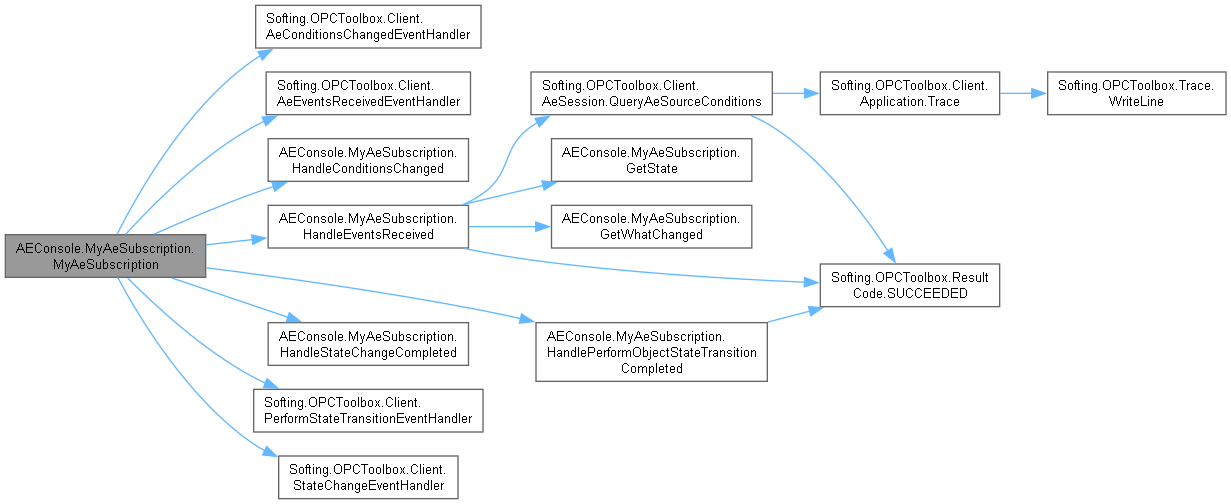 Softing.OPCToolbox.Client.
AeConditionsChangedEventHandler
Softing.OPCToolbox.Client.
AeEventsReceivedEventHandler
AEConsole.MyAeSubscription.
HandleConditionsChanged
AEConsole.MyAeSubscription.
HandleEventsReceived
AEConsole.MyAeSubscription.
MyAeSubscription
AEConsole.MyAeSubscription.
HandleStateChangeCompleted
Softing.OPCToolbox.Client.
PerformStateTransitionEventHandler
Softing.OPCToolbox.Client.
StateChangeEventHandler
Softing.OPCToolbox.Client.
AeSession.QueryAeSourceConditions
AEConsole.MyAeSubscription.
GetState
AEConsole.MyAeSubscription.
GetWhatChanged
AEConsole.MyAeSubscription.
HandlePerformObjectStateTransition
Completed
Softing.OPCToolbox.Client.
Application.Trace
Softing.OPCToolbox.Result
Code.SUCCEEDED
Softing.OPCToolbox.Trace.
WriteLine